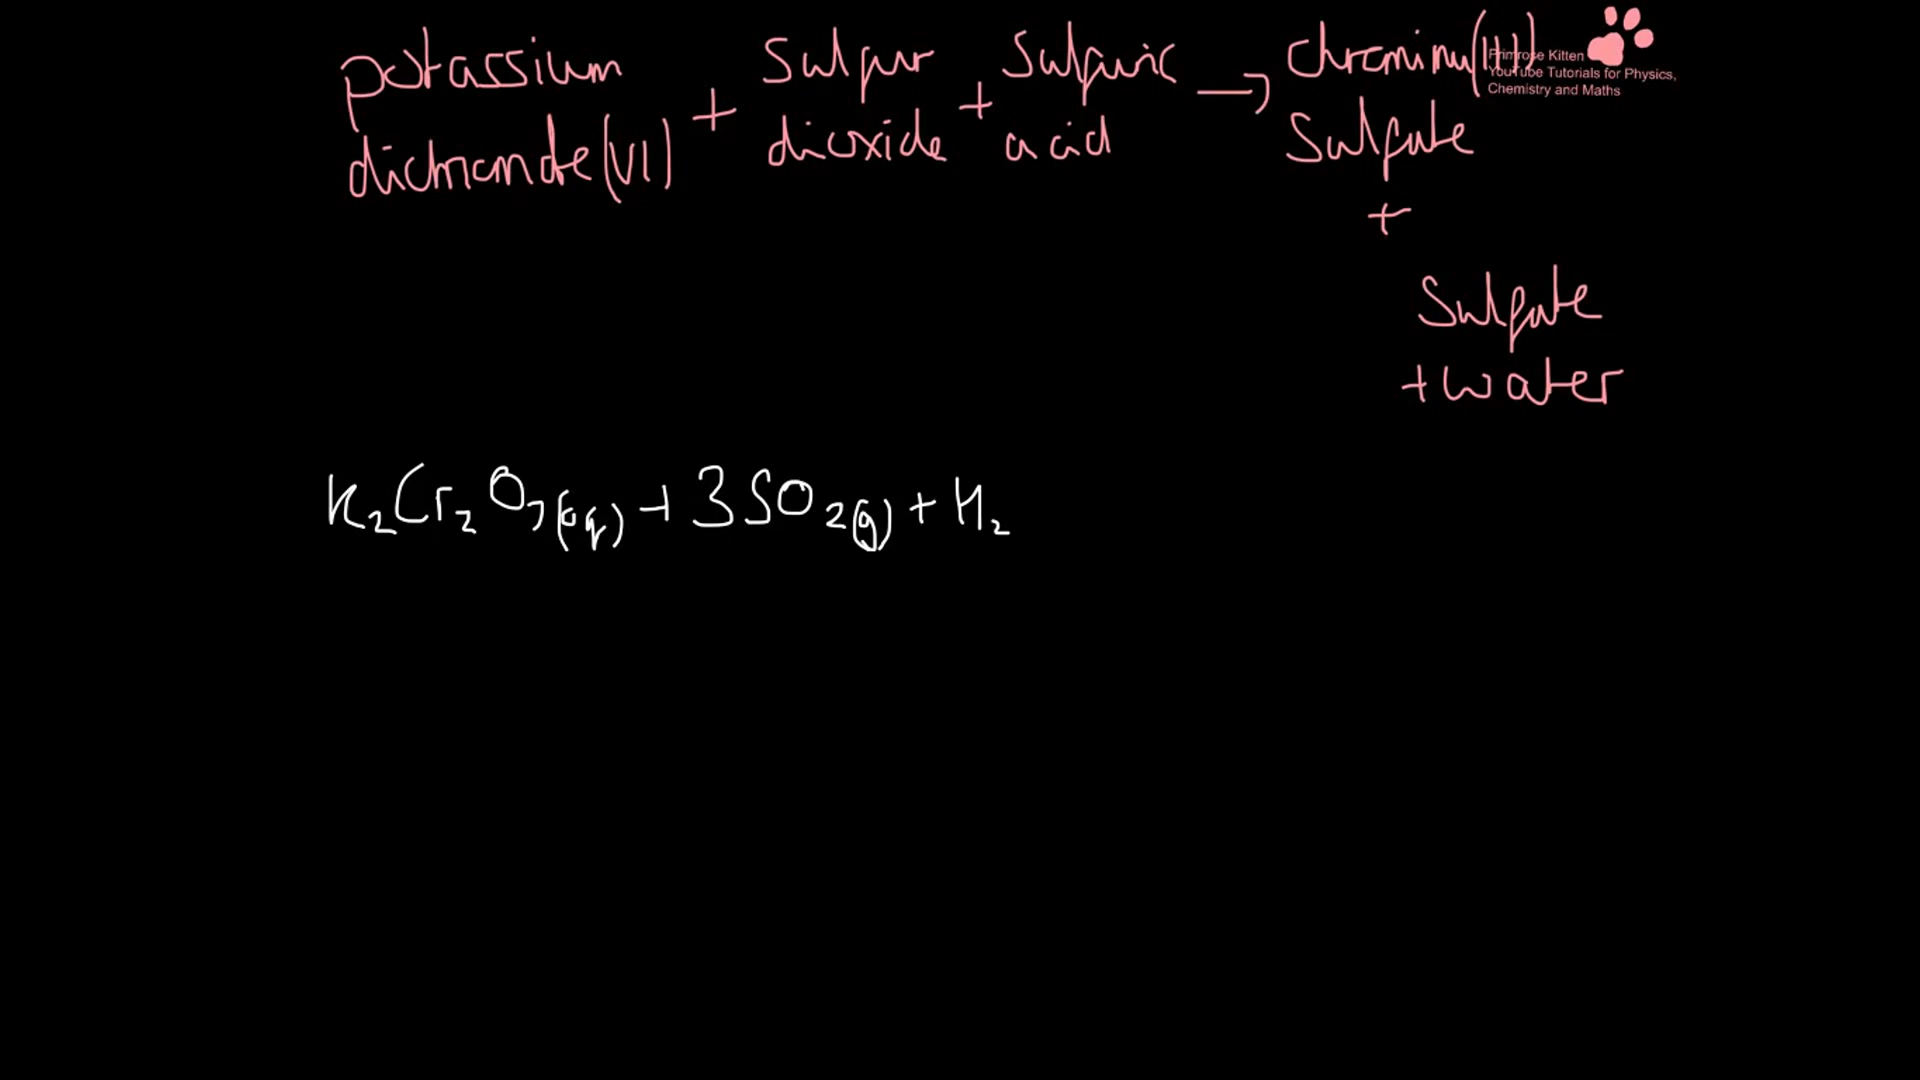 potassium + Sulfur + Sulfuric → chromium(III)
dichromate(VI) dioxide acid Sulfate
+
Sulfate
+ water
Primrose Kitten
YouTube Tutorials for Physics,
Chemistry and Maths
K₂Cr₂O₇(aq) + 3SO₂(g) + H₂